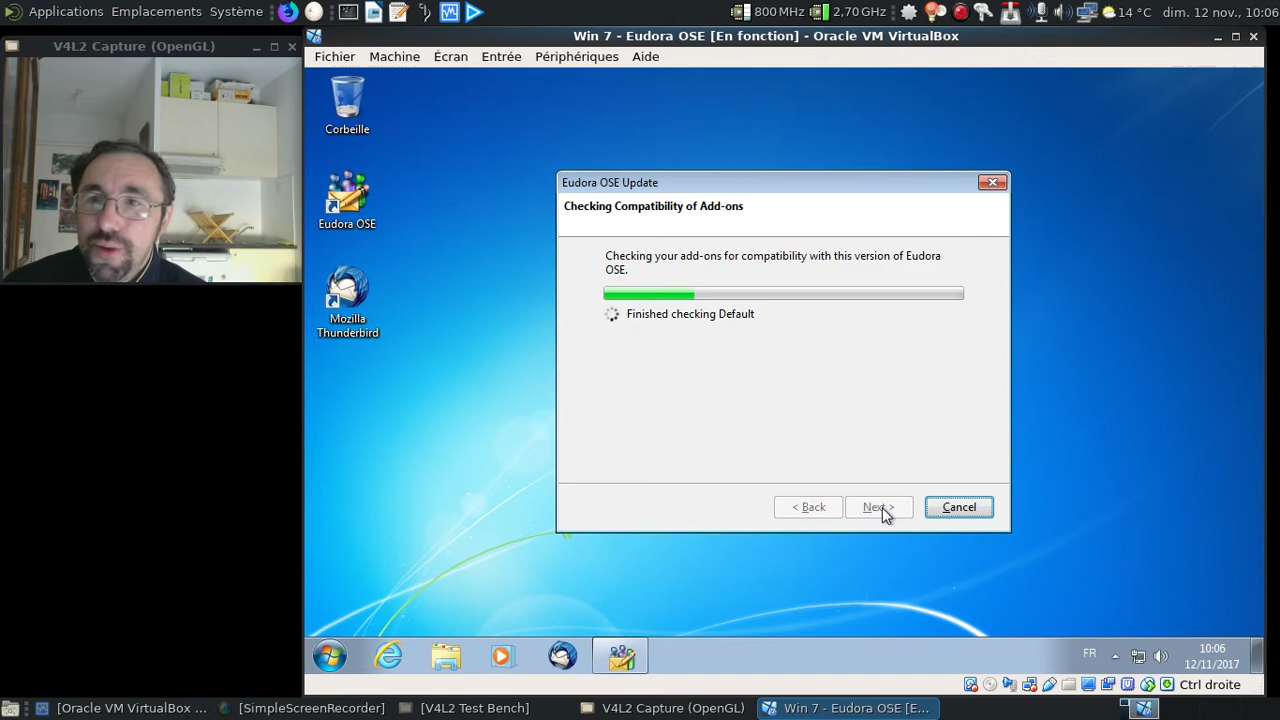 Applications Emplacements Système
800 MHz 2,70 GHz 14 °C dim. 12 nov., 10:06
V4L2 Capture (OpenGL)
Win 7 - Eudora OSE [En fonction] - Oracle VM VirtualBox
Fichier Machine Écran Entrée Périphériques Aide
Corbeille
Eudora OSE
Mozilla
Thunderbird
Eudora OSE Update
Checking Compatibility of Add-ons
Checking your add-ons for compatibility with this version of Eudora
OSE.
Finished checking Default
< Back Next > Cancel
FR
10:06
12/11/2017
Ctrl droite
[Oracle VM VirtualBox ... [SimpleScreenRecorder] [V4L2 Test Bench] V4L2 Capture (OpenGL) Win 7 - Eudora OSE [E...